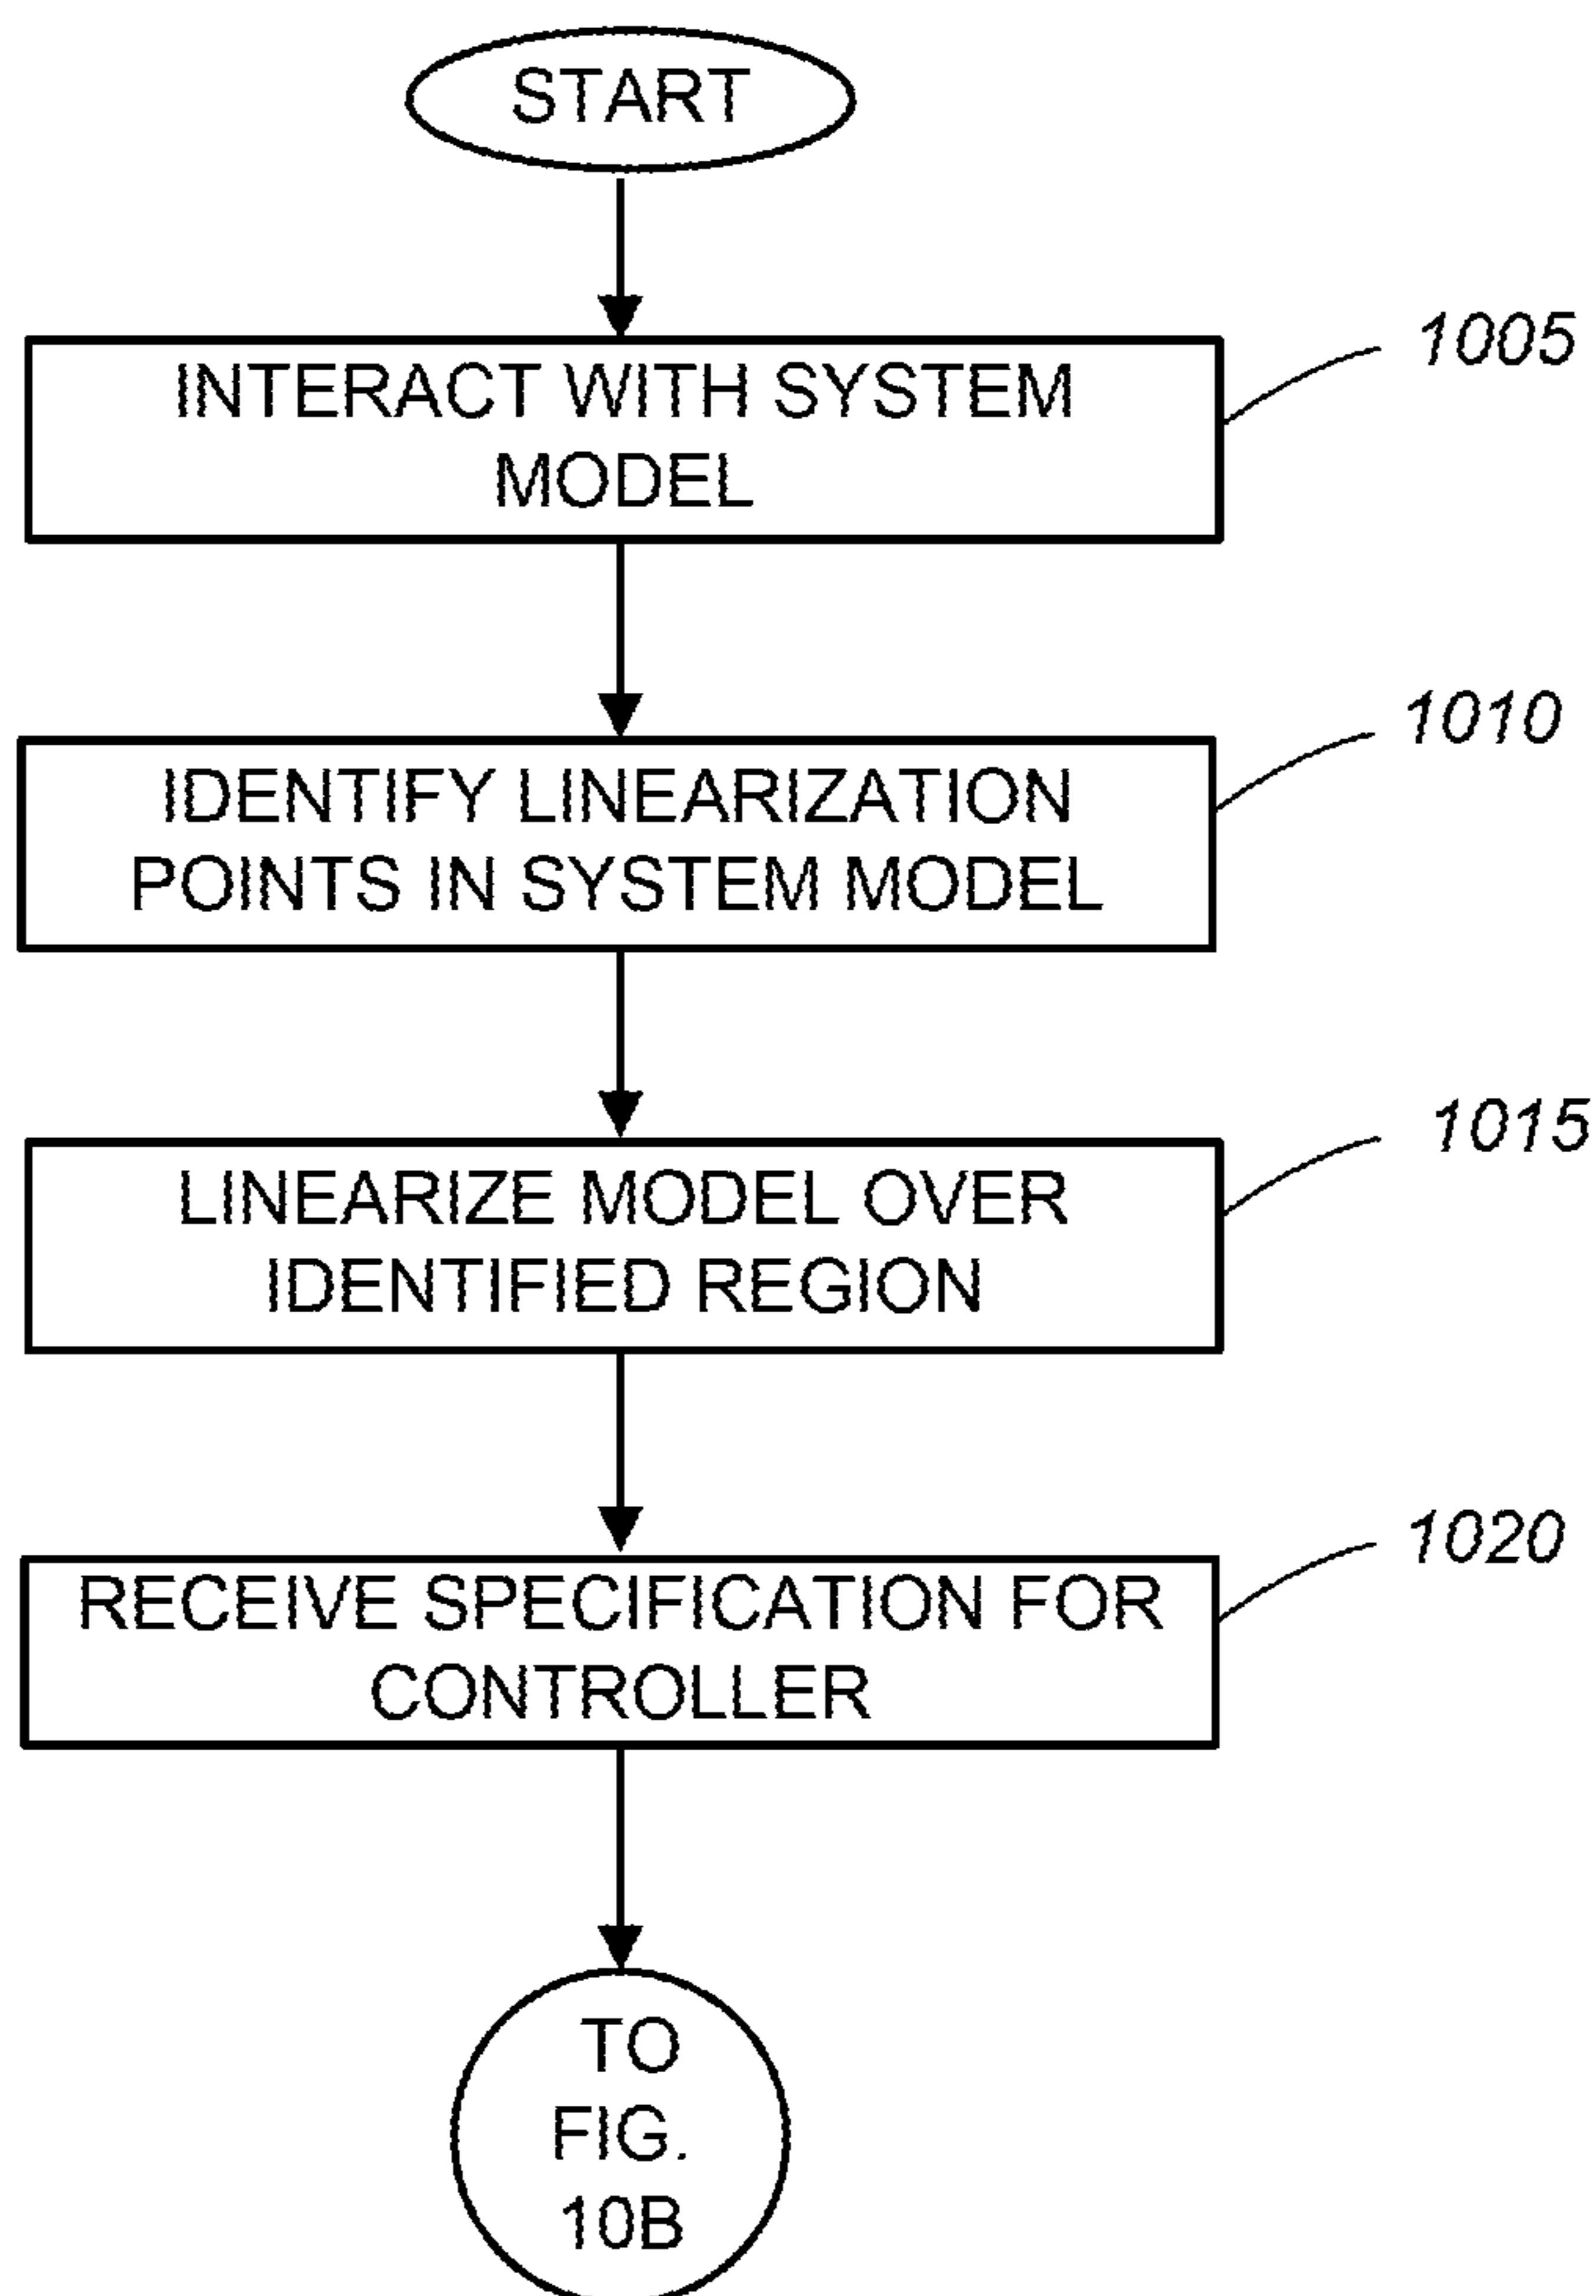 START
INTERACT WITH SYSTEM
MODEL
1005
IDENTIFY LINEARIZATION
POINTS IN SYSTEM MODEL
1010
LINEARIZE MODEL OVER
IDENTIFIED REGION
1015
RECEIVE SPECIFICATION FOR
CONTROLLER
1020
TO
FIG.
10B